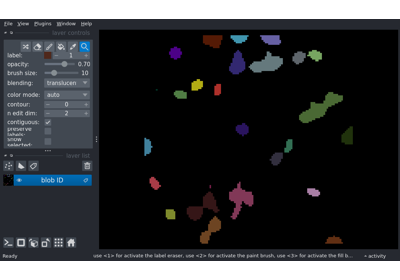 File View Plugins Window Help
layer controls
label: 1
opacity: 0.70
brush size: 10
blending: translucen
color mode: auto
contour: 0
n edit dim: 2
contiguous:
preserve
labels:
show
selected:
layer list
blob ID
Ready
use <1> for activate the label eraser, use <2> for activate the paint brush, use <3> for activate the fill b...
activity